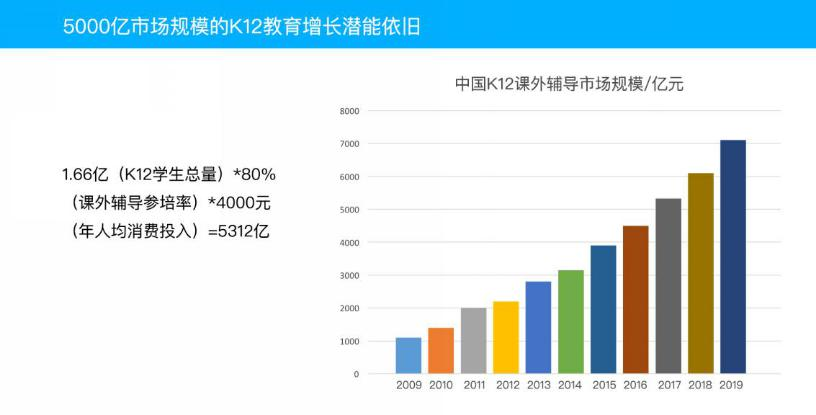 5000亿市场规模的K12教育增长潜能依旧
1.66亿（K12学生总量）*80%
（课外辅导参培率）*4000元
（年人均消费投入）=5312亿
中国K12课外辅导市场规模/亿元
8000
7000
6000
5000
4000
3000
2000
1000
0
2009 2010 2011 2012 2013 2014 2015 2016 2017 2018 2019